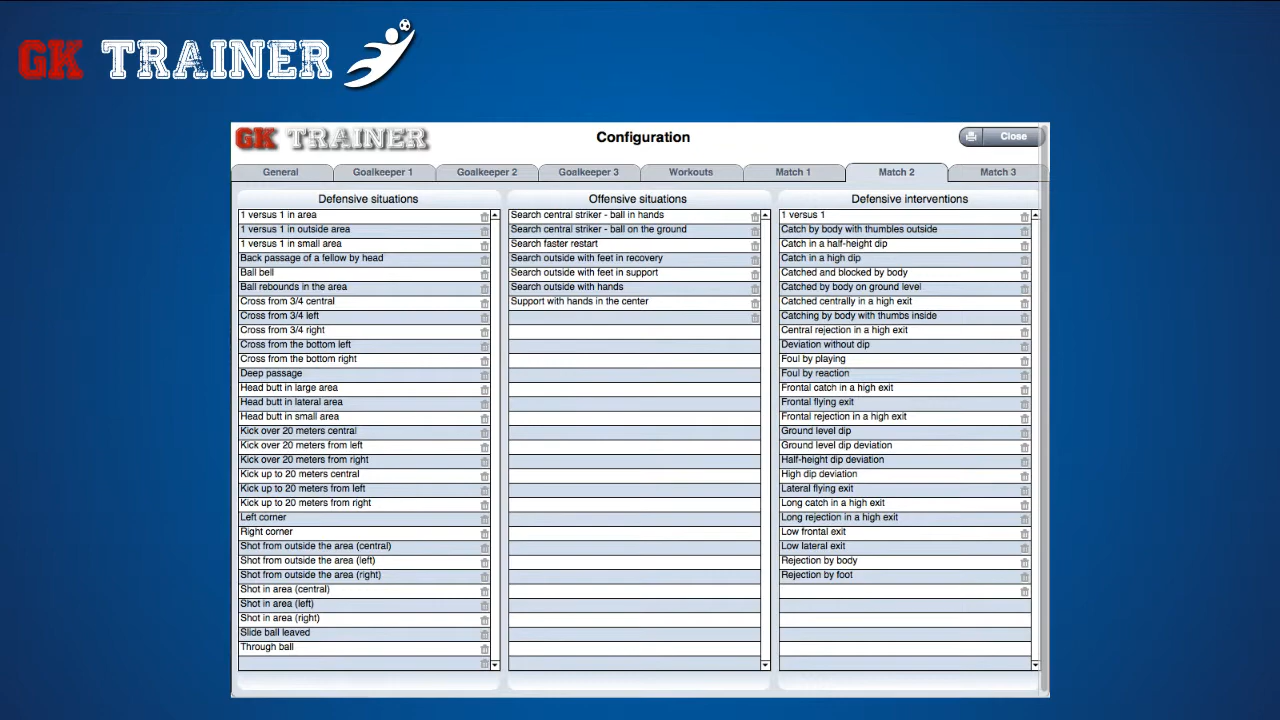 GK TRAINER
GK TRAINER
Configuration
Close
General
Goalkeeper 1
Goalkeeper 2
Goalkeeper 3
Workouts
Match 1
Match 2
Match 3
Defensive situations
1 versus 1 in area
1 versus 1 in outside area
1 versus 1 in small area
Back passage of a fellow by head
Ball bell
Ball rebounds in the area
Cross from 3/4 central
Cross from 3/4 left
Cross from 3/4 right
Cross from the bottom left
Cross from the bottom right
Deep passage
Head butt in large area
Head butt in lateral area
Head butt in small area
Kick over 20 meters central
Kick over 20 meters from left
Kick over 20 meters from right
Kick up to 20 meters central
Kick up to 20 meters from left
Kick up to 20 meters from right
Left corner
Right corner
Shot from outside the area (central)
Shot from outside the area (left)
Shot from outside the area (right)
Shot in area (central)
Shot in area (left)
Shot in area (right)
Slide ball leaved
Through ball
Offensive situations
Search central striker - ball in hands
Search central striker - ball on the ground
Search faster restart
Search outside with feet in recovery
Search outside with feet in support
Search outside with hands
Support with hands in the center
Defensive interventions
1 versus 1
Catch by body with thumbles outside
Catch in a half-height dip
Catch in a high dip
Catched and blocked by body
Catched by body on ground level
Catched centrally in a high exit
Catching by body with thumbs inside
Central rejection in a high exit
Deviation without dip
Foul by playing
Foul by reaction
Frontal catch in a high exit
Frontal flying exit
Frontal rejection in a high exit
Ground level dip
Ground level dip deviation
Half-height dip deviation
High dip deviation
Lateral flying exit
Long catch in a high exit
Long rejection in a high exit
Low frontal exit
Low lateral exit
Rejection by body
Rejection by foot